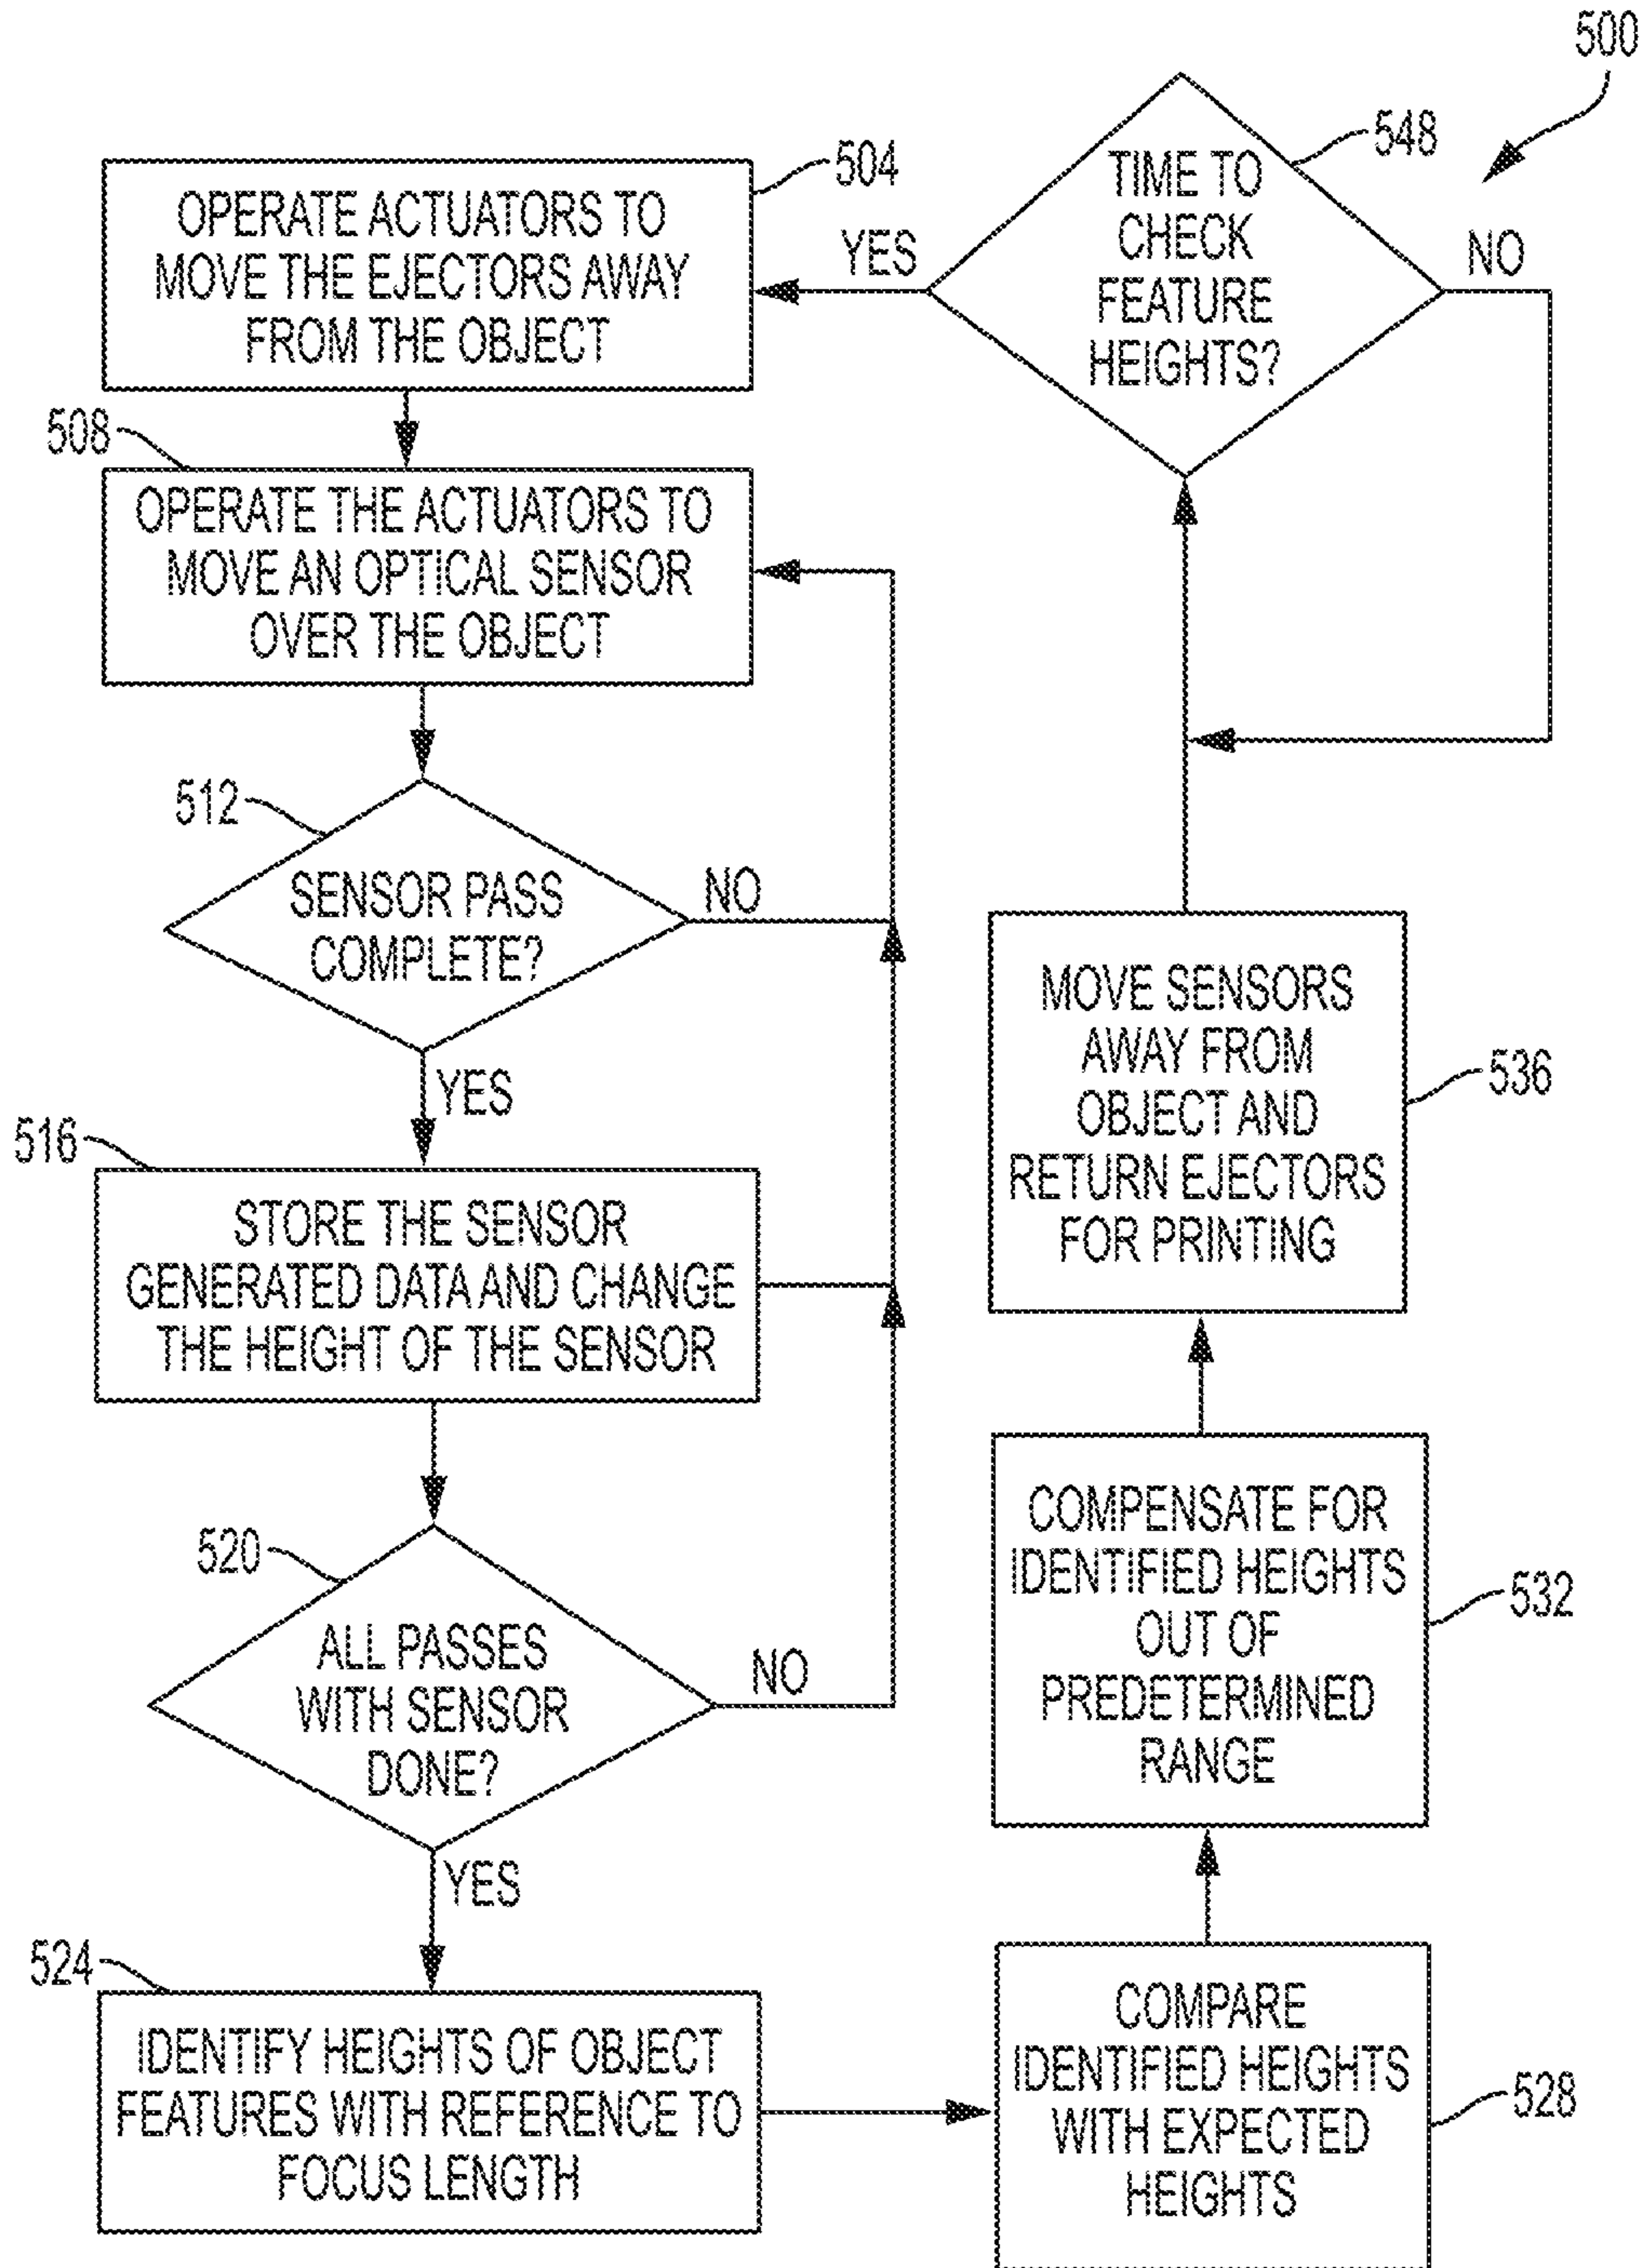 500
548
TIME TO
CHECK
FEATURE
HEIGHTS?
YES
NO
504
OPERATE ACTUATORS TO
MOVE THE EJECTORS AWAY
FROM THE OBJECT
508
OPERATE THE ACTUATORS TO
MOVE AN OPTICAL SENSOR
OVER THE OBJECT
512
SENSOR PASS
COMPLETE?
NO
YES
516
STORE THE SENSOR
GENERATED DATA AND CHANGE
THE HEIGHT OF THE SENSOR
520
ALL PASSES
WITH SENSOR
DONE?
NO
YES
524
IDENTIFY HEIGHTS OF OBJECT
FEATURES WITH REFERENCE TO
FOCUS LENGTH
COMPARE
IDENTIFIED HEIGHTS
WITH EXPECTED
HEIGHTS
528
COMPENSATE FOR
IDENTIFIED HEIGHTS
OUT OF
PREDETERMINED
RANGE
532
MOVE SENSORS
AWAY FROM
OBJECT AND
RETURN EJECTORS
FOR PRINTING
536